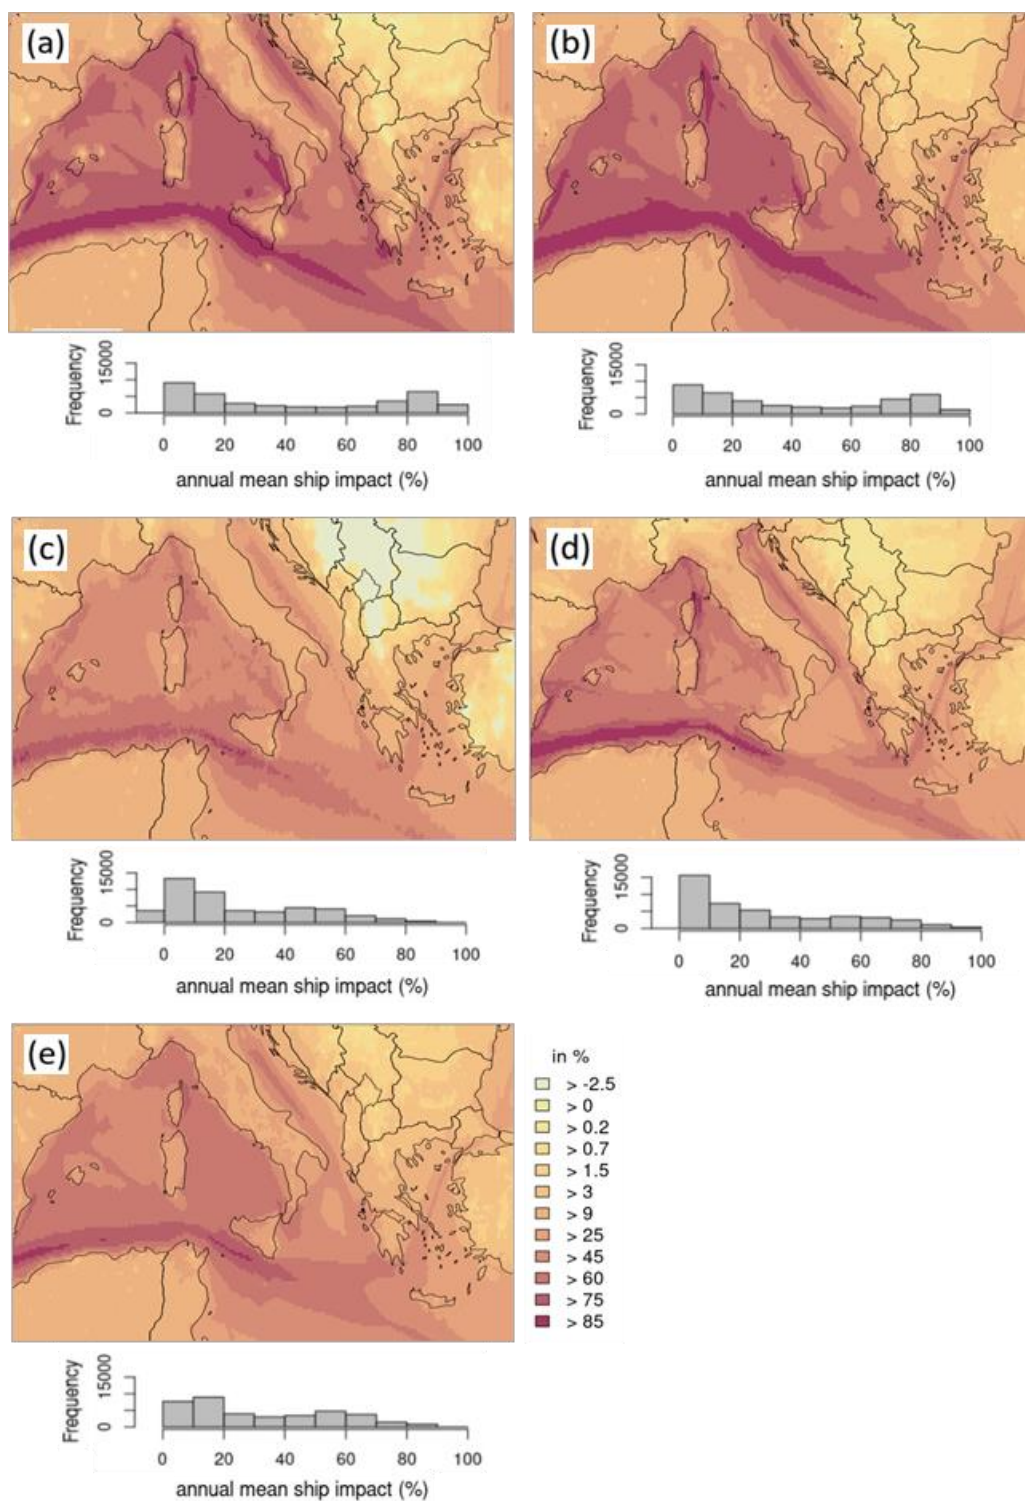 (a)
(b)
Frequency
0 15000
0 20 40 60 80 100
annual mean ship impact (%)
Frequency
0 15000
0 20 40 60 80 100
annual mean ship impact (%)
(c)
(d)
Frequency
0 15000
0 20 40 60 80 100
annual mean ship impact (%)
Frequency
0 15000
0 20 40 60 80 100
annual mean ship impact (%)
(e)
in %
> -2.5
> 0
> 0.2
> 0.7
> 1.5
> 3
> 9
> 25
> 45
> 60
> 75
> 85
Frequency
0 15000
0 20 40 60 80 100
annual mean ship impact (%)